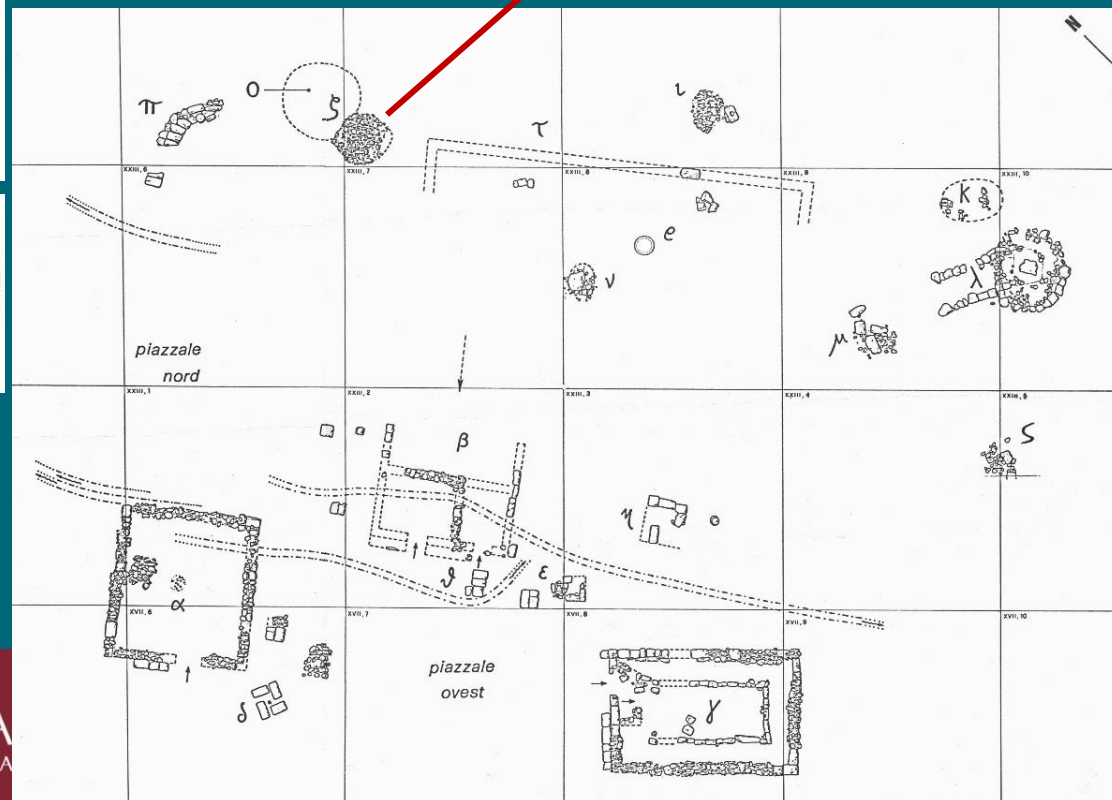 N
O
π
ζ
ι
τ
XXIII, 6
XXIII, 7
XXIII, 8
XXIII, 9
XXIII, 10
K
ρ
λ
ν
μ
piazzale
nord
XXIII, 1
XXIII, 2
XXIII, 3
XXIII, 4
XXIII, 5
β
ς
η
ϑ
ε
α
XVII, 6
XVII, 7
XVII, 8
XVII, 9
XVII, 10
piazzale
ovest
δ
γ
A